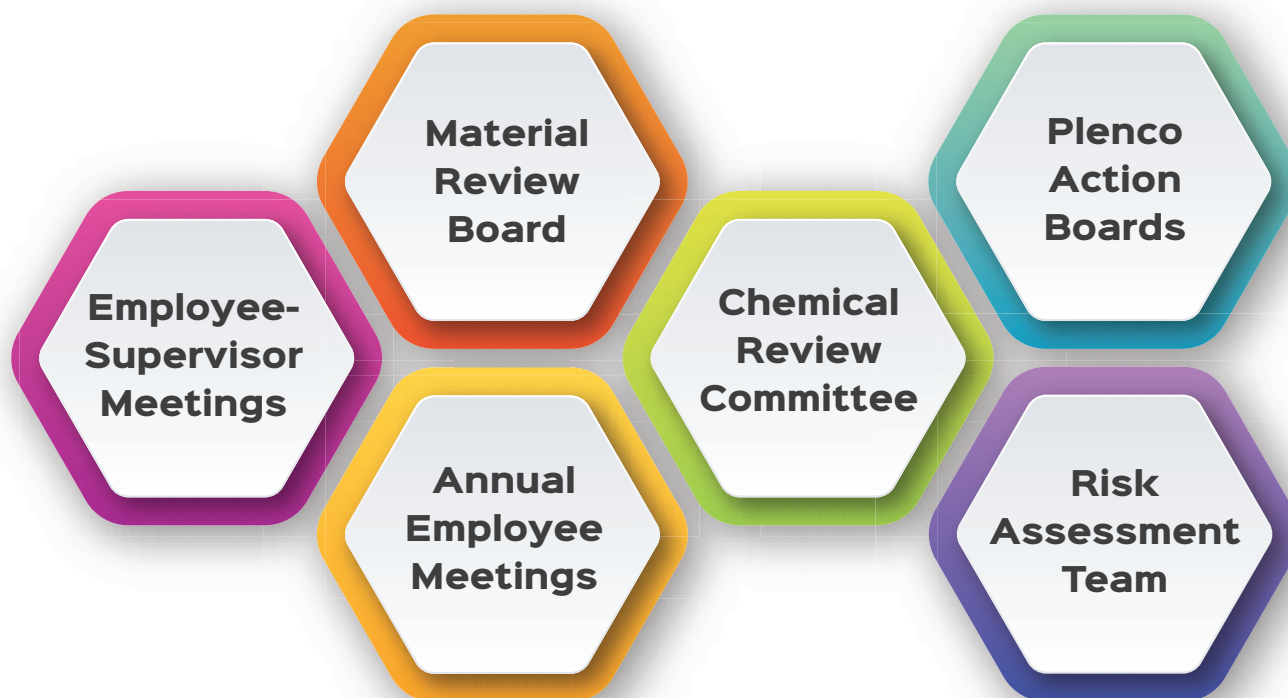 Material
Review
Board
Plenco
Action
Boards
Employee-
Supervisor
Meetings
Chemical
Review
Committee
Annual
Employee
Meetings
Risk
Assessment
Team